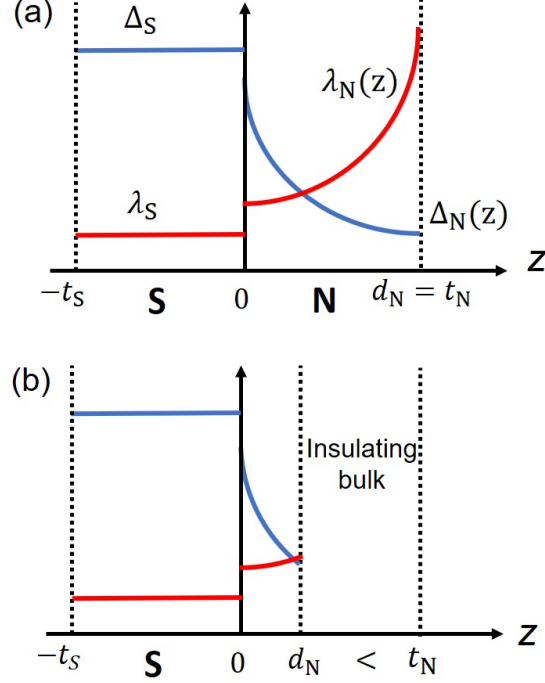 (a)
Δ_S
λ_N(z)
λ_S
Δ_N(z)
−t_S S 0 N d_N = t_N z
(b)
Insulating
bulk
−t_S S 0 d_N < t_N z